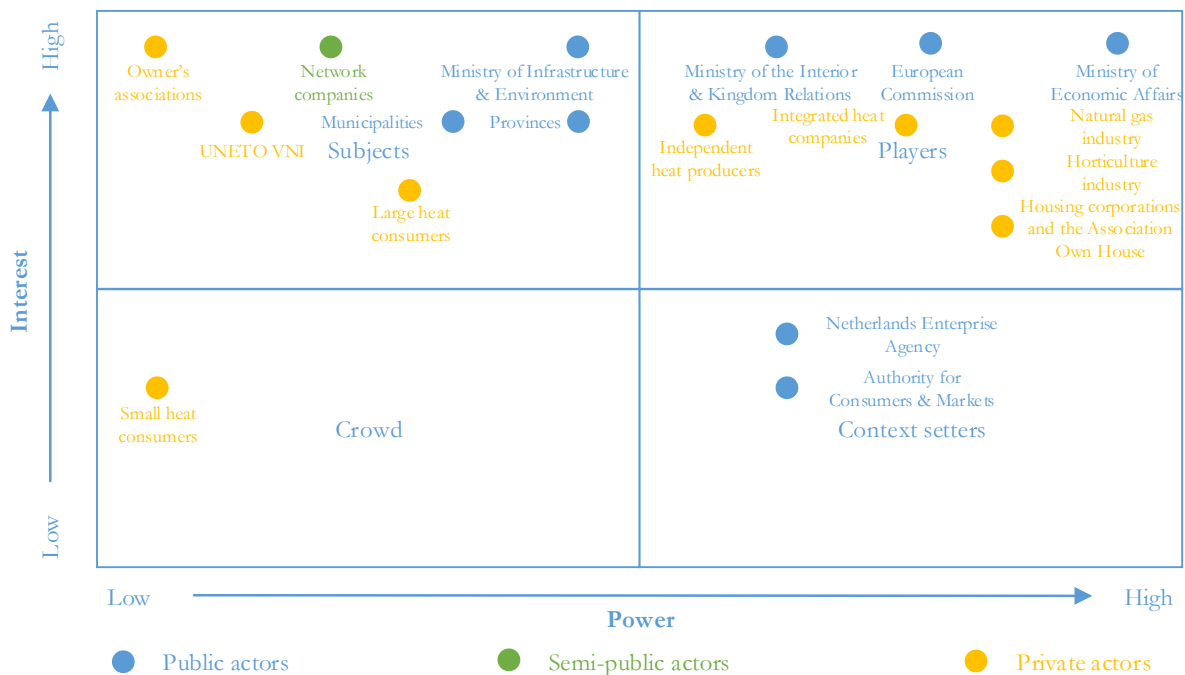 High
Interest
Low
Owner's
associations
Network
companies
Ministry of Infrastructure
& Environment
UNETO VNI
Municipalities
Provinces
Subjects
Large heat
consumers
Ministry of the Interior
& Kingdom Relations
European
Commission
Ministry of
Economic Affairs
Independent
heat producers
Integrated heat
companies
Players
Natural gas
industry
Horticulture
industry
Housing corporations
and the Association
Own House
Small heat
consumers
Crowd
Netherlands Enterprise
Agency
Authority for
Consumers & Markets
Context setters
Low
High
Power
Public actors
Semi-public actors
Private actors